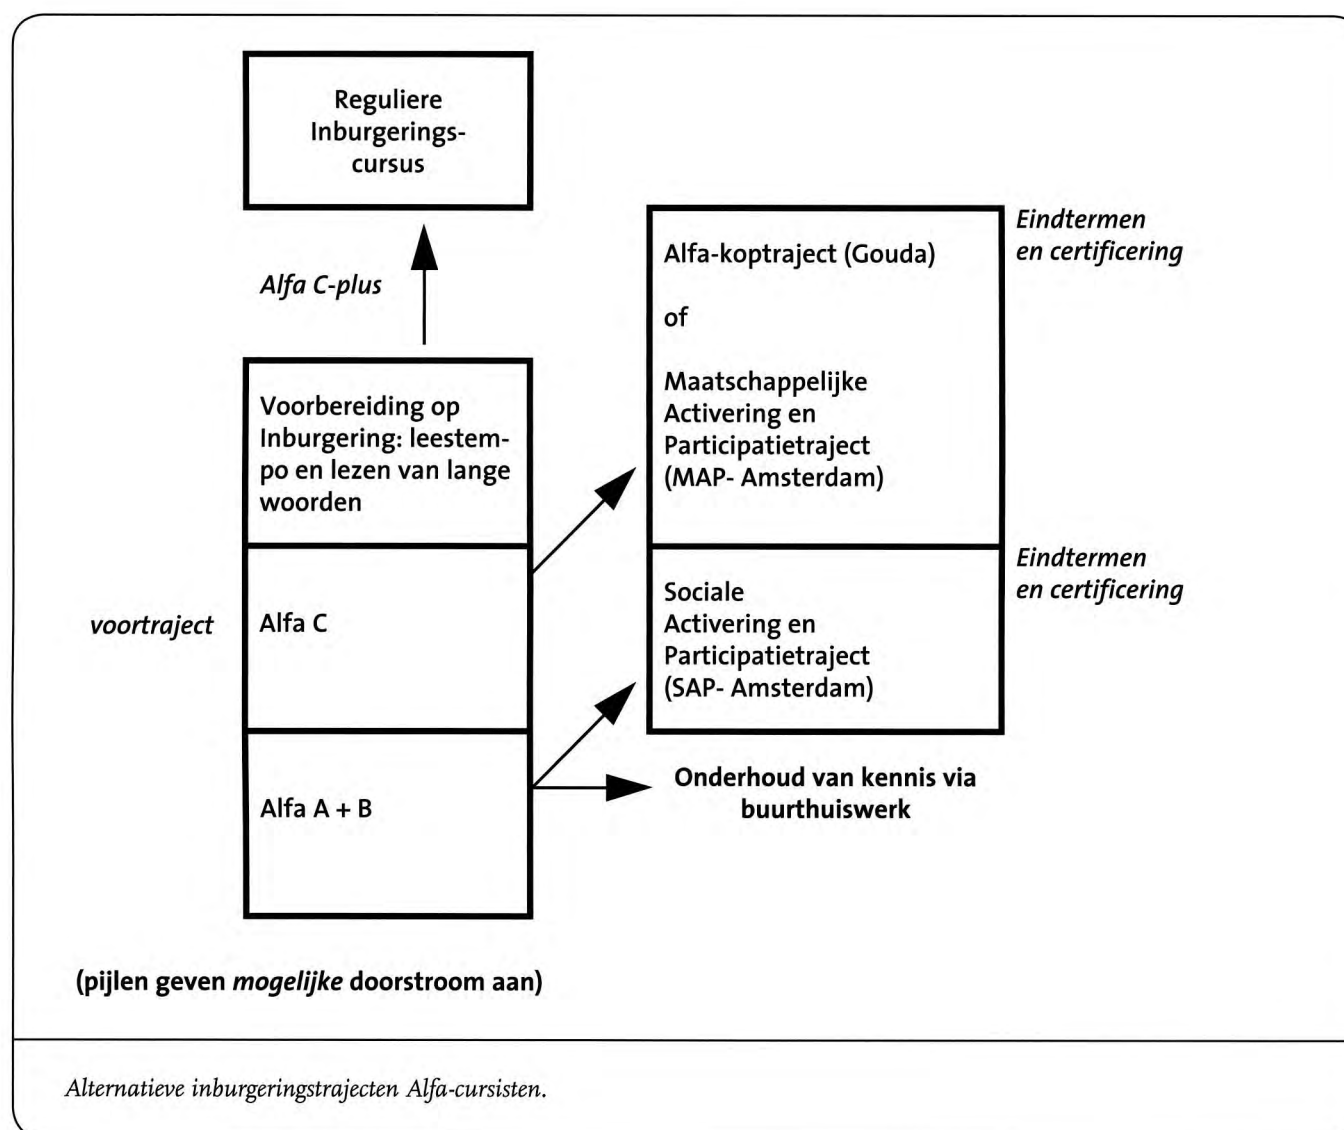 Reguliere
Inburgerings-
cursus
Alfa C-plus
Voorbereiding op
Inburgering: leestem-
po en lezen van lange
woorden
voortraject
Alfa C
Alfa A + B
Alfa-koptraject (Gouda)
of
Maatschappelijke
Activering en
Participatietraject
(MAP- Amsterdam)
Eindtermen
en certificering
Sociale
Activering en
Participatietraject
(SAP- Amsterdam)
Eindtermen
en certificering
Onderhoud van kennis via
buurthuiswerk
(pijlen geven mogelijke doorstroom aan)
Alternatieve inburgeringstrajecten Alfa-cursisten.